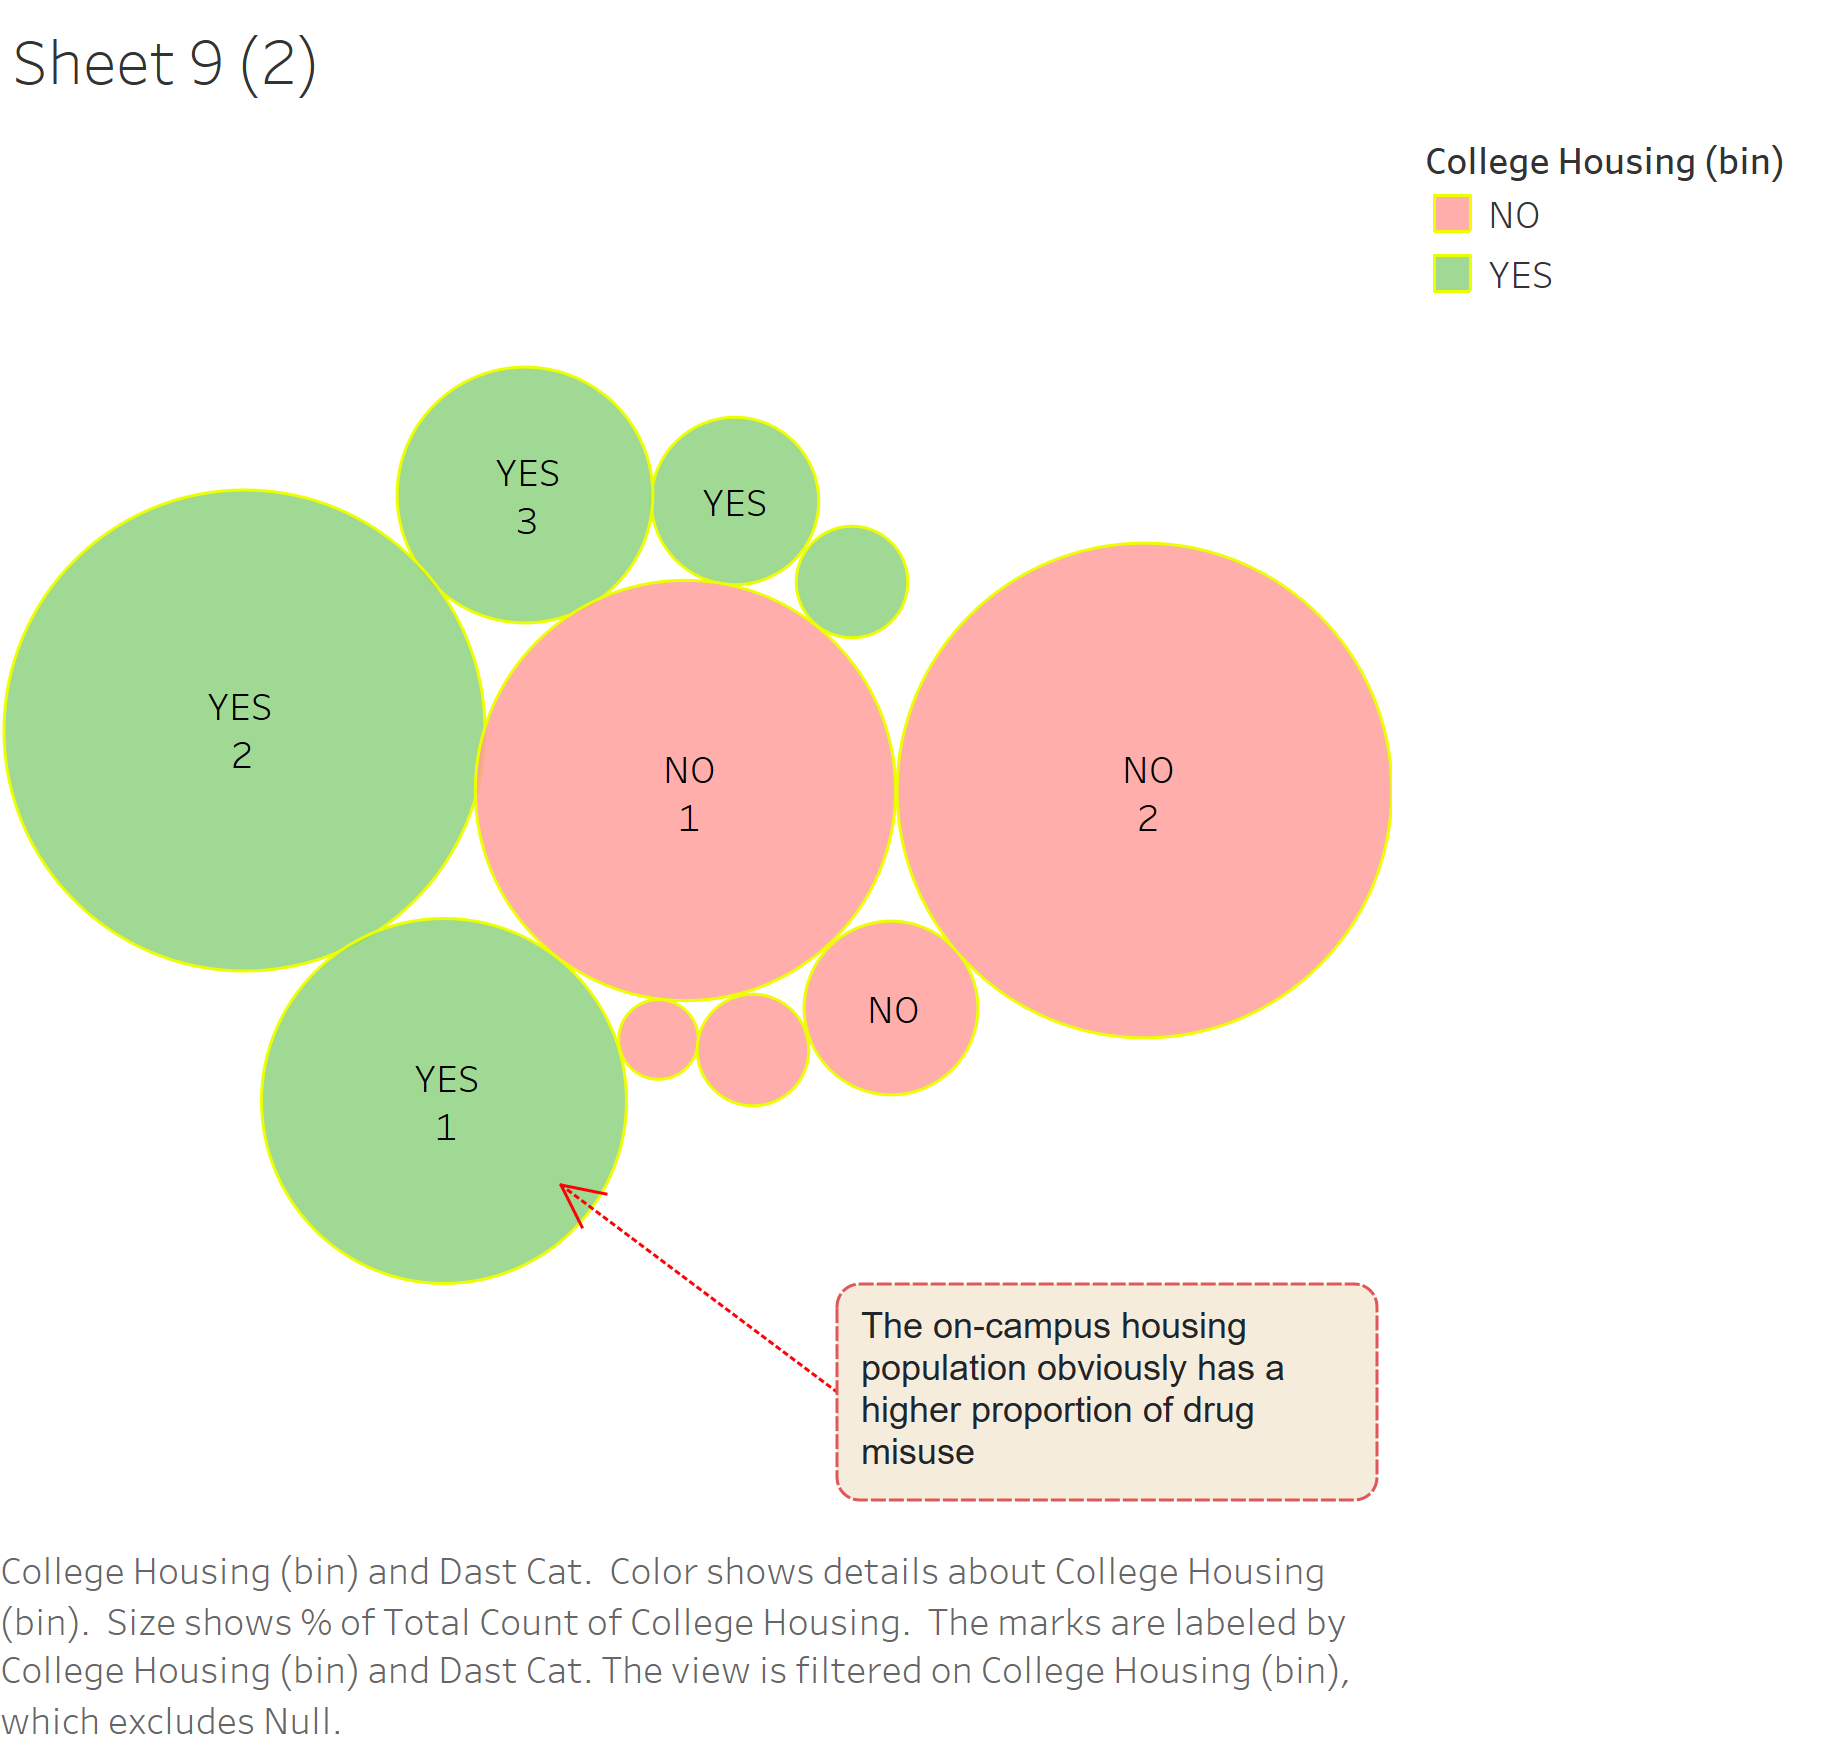 Sheet 9 (2)
College Housing (bin)
NO
YES
YES
3
YES
YES
2
NO
1
NO
2
NO
YES
1
The on-campus housing
population obviously has a
higher proportion of drug
misuse
College Housing (bin) and Dast Cat.  Color shows details about College Housing
(bin).  Size shows % of Total Count of College Housing.  The marks are labeled by
College Housing (bin) and Dast Cat. The view is filtered on College Housing (bin),
which excludes Null.